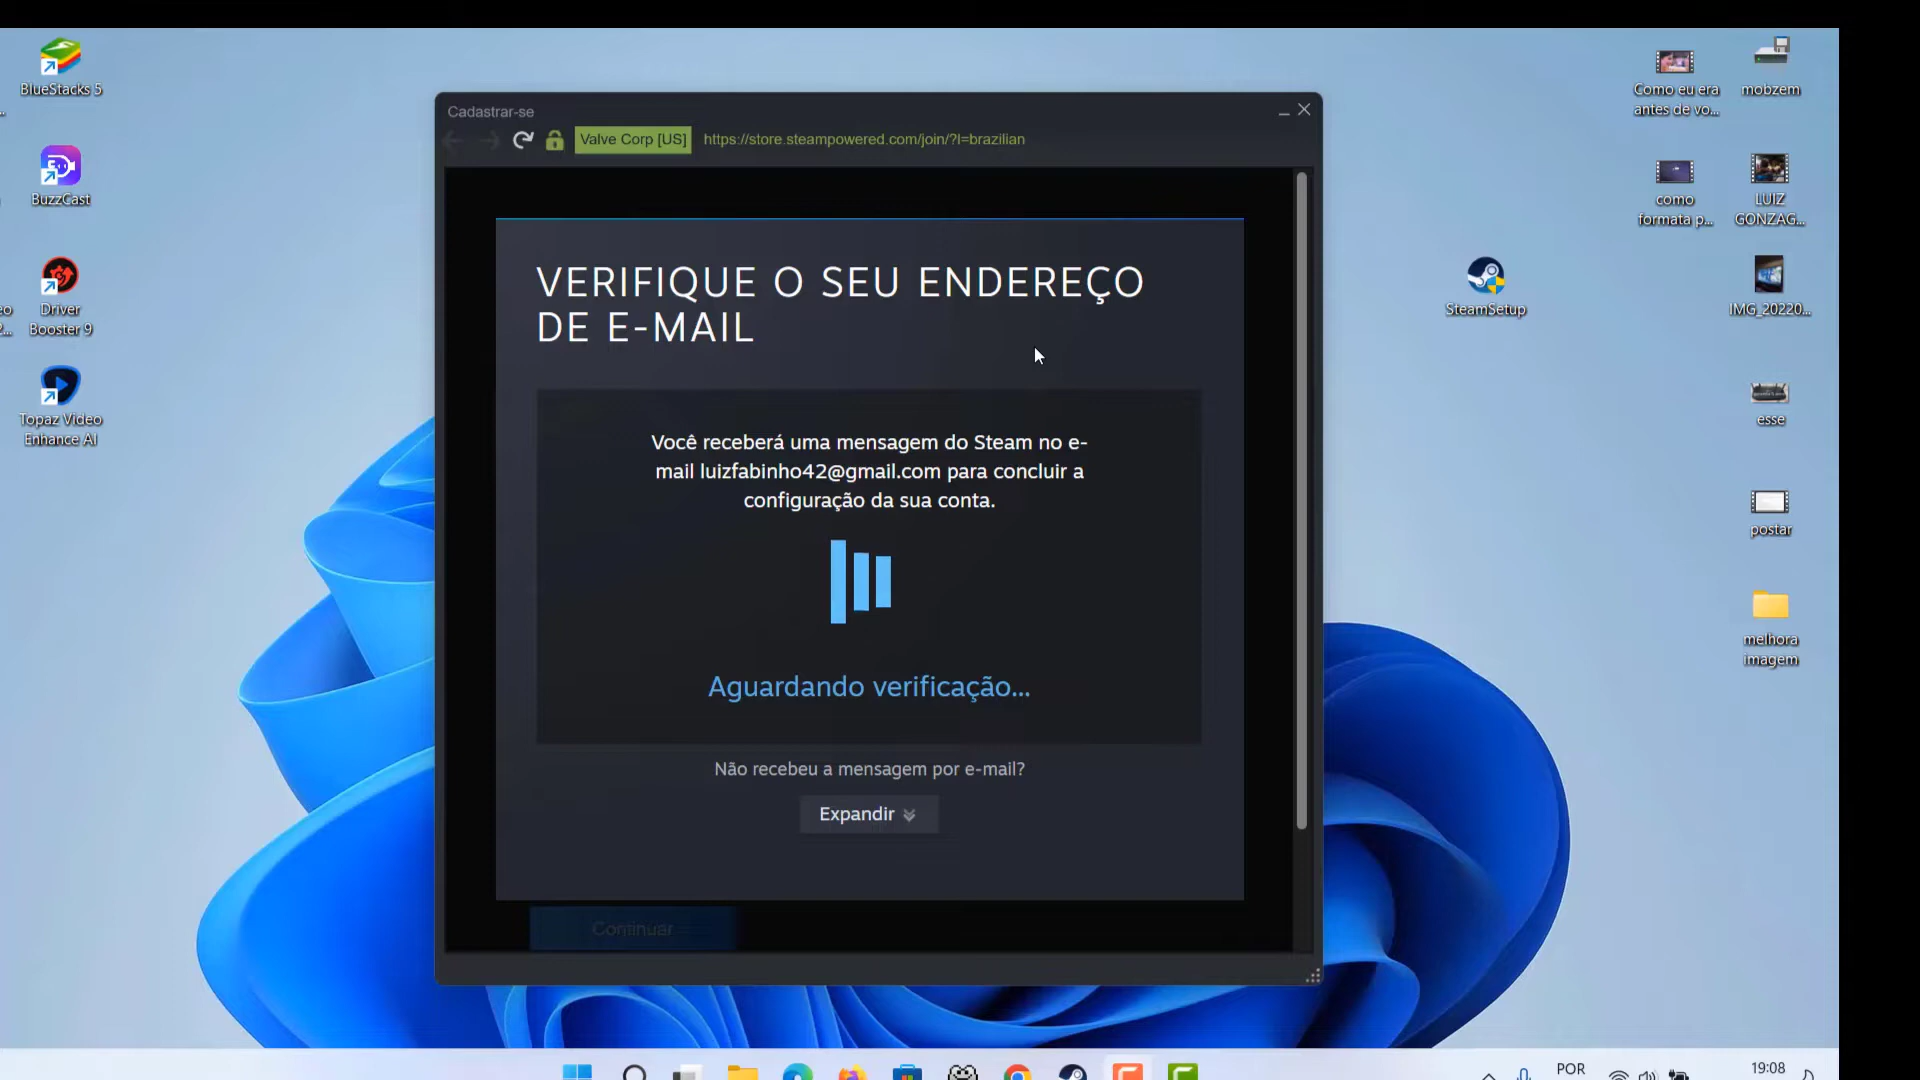 BlueStacks 5
BuzzCast
Driver
Booster 9
Topaz Video
Enhance AI
Cadastrar-se
Valve Corp [US]
https://store.steampowered.com/join/?l=brazilian
VERIFIQUE O SEU ENDEREÇO
DE E-MAIL
Você receberá uma mensagem do Steam no e-
mail luizfabinho42@gmail.com para concluir a
configuração da sua conta.
Aguardando verificação...
Não recebeu a mensagem por e-mail?
Expandir
Continuar
SteamSetup
Como eu era
antes de vo...
mobzem
como
formata p...
LUIZ
GONZAG...
IMG_20220...
esse
postar
melhora
imagem
POR
19:08